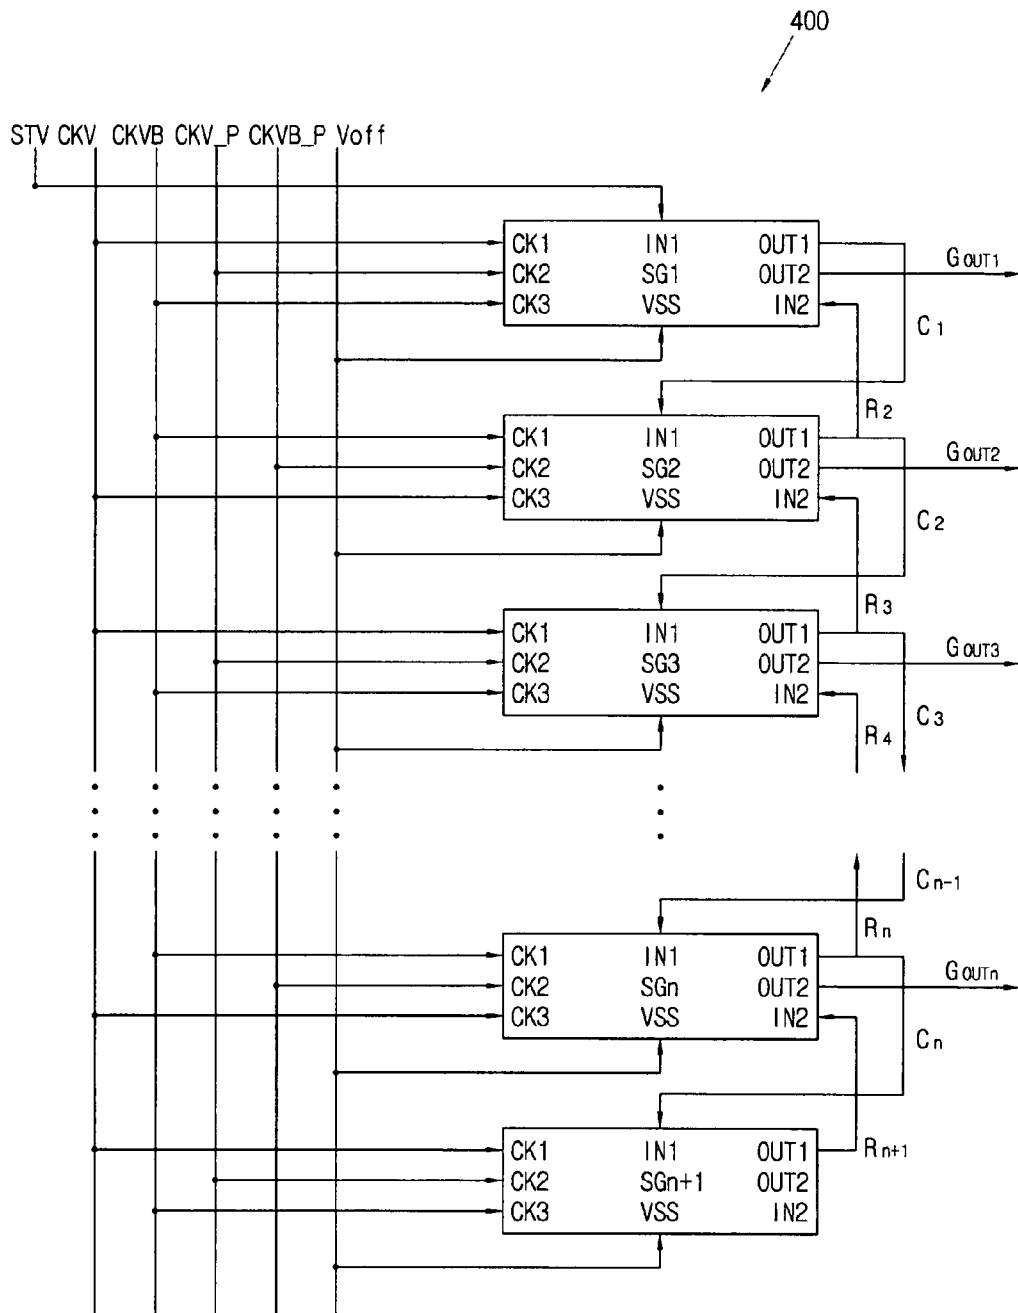 400
STV CKV CKVB CKV_P CKVB_P Voff
CK1 IN1 OUT1
CK2 SG1 OUT2
CK3 VSS IN2
GOUT1
C1
R2
CK1 IN1 OUT1
CK2 SG2 OUT2
CK3 VSS IN2
GOUT2
C2
R3
CK1 IN1 OUT1
CK2 SG3 OUT2
CK3 VSS IN2
GOUT3
C3
R4
Cn-1
Rn
CK1 IN1 OUT1
CK2 SGn OUT2
CK3 VSS IN2
GOUTn
Cn
CK1 IN1 OUT1
CK2 SGn+1 OUT2
CK3 VSS IN2
Rn+1